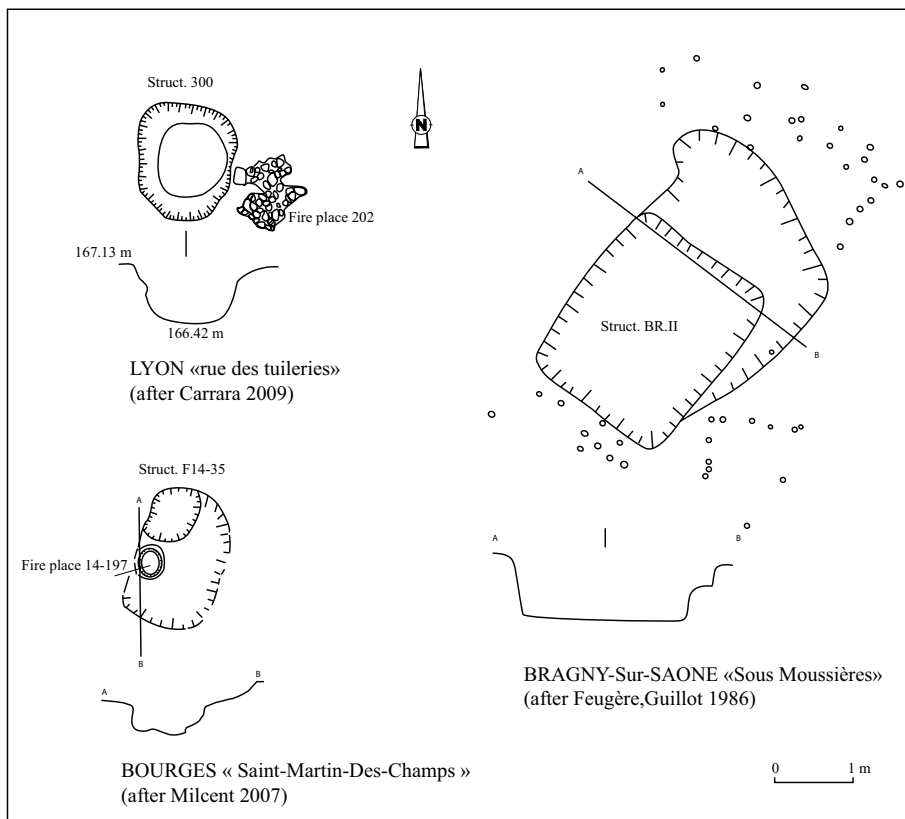 Struct. 300
N
Fire place 202
167.13 m
166.42 m
LYON «rue des tuileries»
(after Carrara 2009)
A
Struct. BR.II
B
A
B
BRAGNY-Sur-SAONE «Sous Moussières»
(after Feugère,Guillot 1986)
Struct. F14-35
A
Fire place 14-197
B
A
B
BOURGES « Saint-Martin-Des-Champs »
(after Milcent 2007)
0 1 m